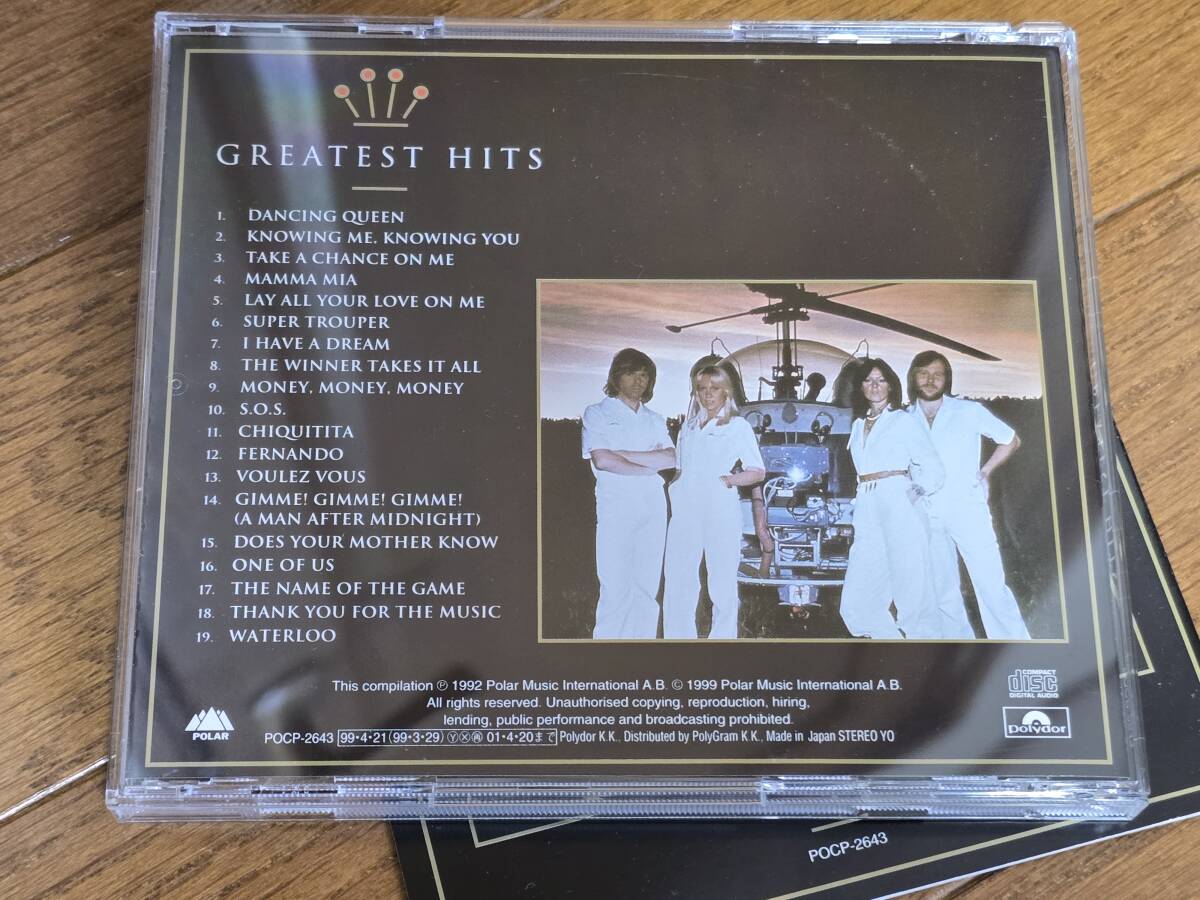 GREATEST HITS
1. DANCING QUEEN
2. KNOWING ME, KNOWING YOU
3. TAKE A CHANCE ON ME
4. MAMMA MIA
5. LAY ALL YOUR LOVE ON ME
6. SUPER TROUPER
7. I HAVE A DREAM
8. THE WINNER TAKES IT ALL
9. MONEY, MONEY, MONEY
10. S.O.S.
11. CHIQUITITA
12. FERNANDO
13. VOULEZ VOUS
14. GIMME! GIMME! GIMME!
(A MAN AFTER MIDNIGHT)
15. DOES YOUR MOTHER KNOW
16. ONE OF US
17. THE NAME OF THE GAME
18. THANK YOU FOR THE MUSIC
19. WATERLOO
This compilation ℗ 1992 Polar Music International A.B. © 1999 Polar Music International A.B.
All rights reserved. Unauthorised copying, reproduction, hiring,
lending, public performance and broadcasting prohibited.
POLAR
POCP-2643 99・4・21(99・3・29) Ⓨ Ⓧ 再 01・4・20まで Polydor K.K., Distributed by PolyGram K.K., Made in Japan STEREO YO
COMPACT
disc
DIGITAL AUDIO
Polydor
POCP-2643